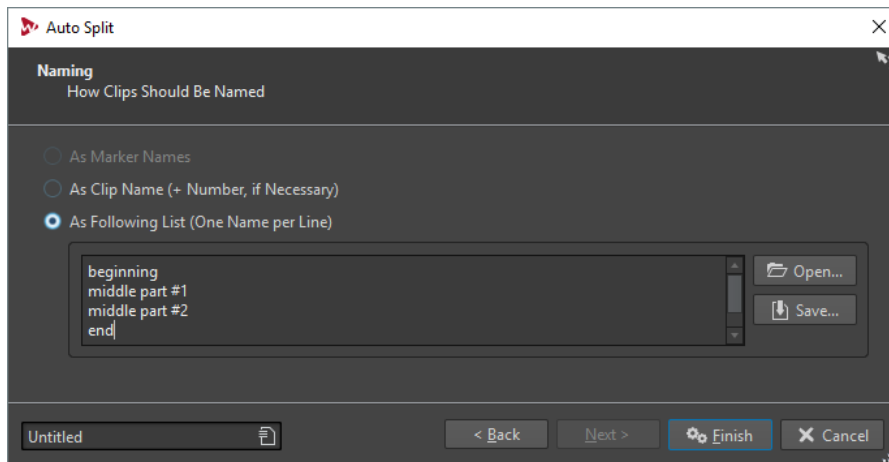 Auto Split
Naming
How Clips Should Be Named
As Marker Names
As Clip Name (+ Number, if Necessary)
As Following List (One Name per Line)
beginning
middle part #1
middle part #2
end
Open...
Save...
Untitled
< Back
Next >
Finish
Cancel